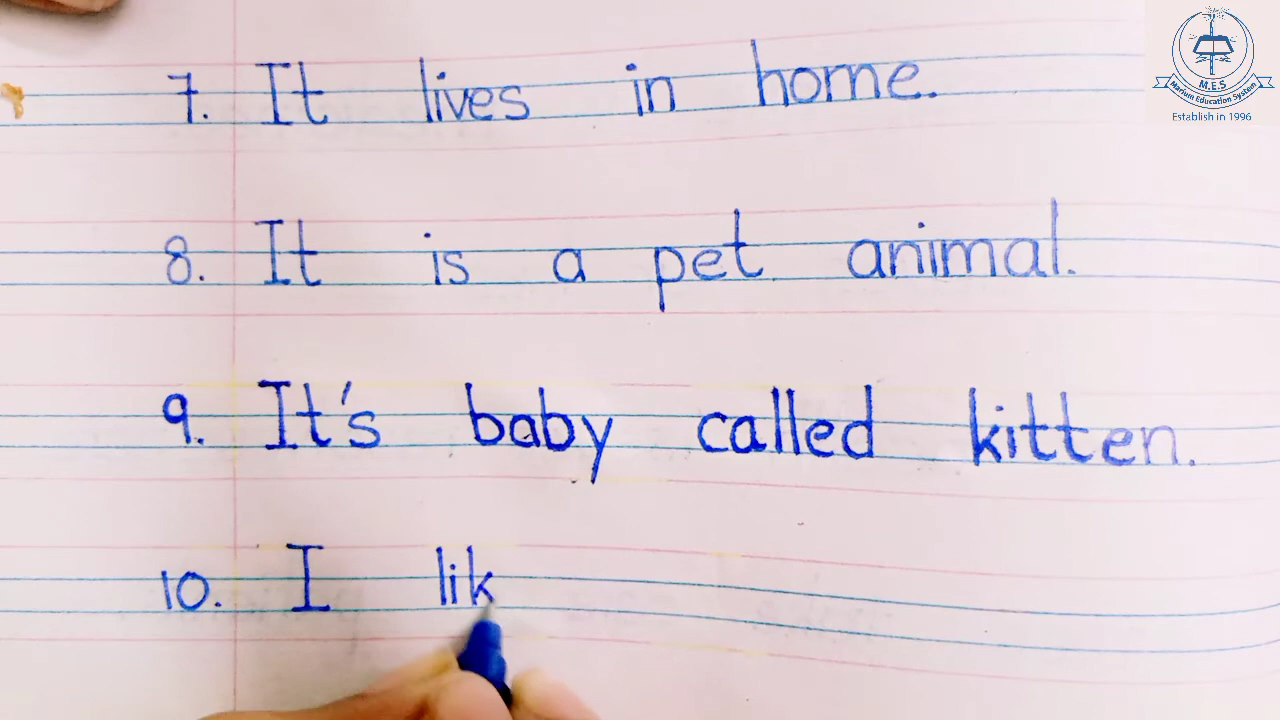 7. It lives in home.
8. It is a pet animal.
9. It's baby called kitten.
10. I lik
M.E.S
Marium Education System
Establish in 1996